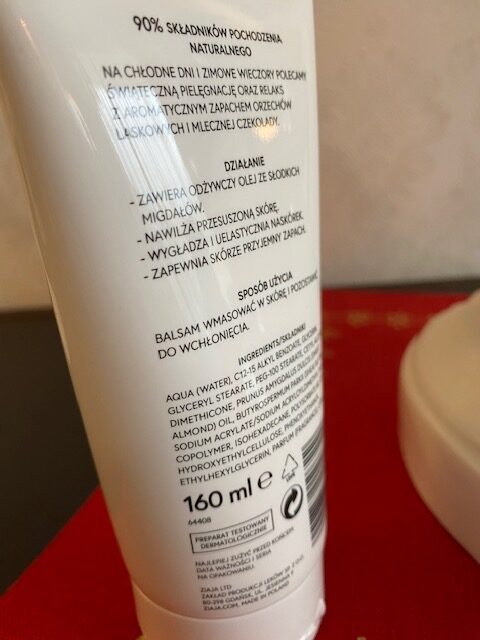 90% SKŁADNIKÓW POCHODZENIA
NATURALNEGO
NA CHŁODNE DNI I ZIMOWE WIECZORY POLECAMY
ŚWIĄTECZNĄ PIELĘGNACJĘ ORAZ RELAKS
Z AROMATYCZNYM ZAPACHEM ORZECHÓW
LASKOWYCH I MLECZNEJ CZEKOLADY.
DZIAŁANIE
- ZAWIERA ODŻYWCZY OLEJ ZE SŁODKICH
MIGDAŁÓW.
- NAWILŻA PRZESUSZONĄ SKÓRĘ.
- WYGŁADZA I UELASTYCZNIA NASKÓREK.
- ZAPEWNIA SKÓRZE PRZYJEMNY ZAPACH.
SPOSÓB UŻYCIA
BALSAM WMASOWAĆ W SKÓRĘ I POZOSTAWIĆ
DO WCHŁONIĘCIA.
INGREDIENTS/SKŁADNIKI
AQUA (WATER), C12-15 ALKYL BENZOATE, GLYCERIN,
GLYCERYL STEARATE, PEG-100 STEARATE,
DIMETHICONE, PRUNUS AMYGDALUS DULCIS
ALMOND) OIL, BUTYROSPERMUM PARKII
SODIUM ACRYLATE/SODIUM
COPOLYMER, ISOHEXADECANE,
HYDROXYETHYLCELLULOSE,
ETHYLHEXYLGLYCERIN, PARFUM
160 ml e
64408
PREPARAT TESTOWANY
DERMATOLOGICZNIE
NAJLEPIEJ ZUŻYĆ PRZED KOŃCEM
DATA WAŻNOŚCI I SERIA
NA OPAKOWANIU.
ZIAJA LTD
ZAKŁAD PRODUKCJI LEKÓW SP. Z O.O.
80-298 GDAŃSK, UL. JESIENNA 9
ZIAJA.COM, MADE IN POLAND